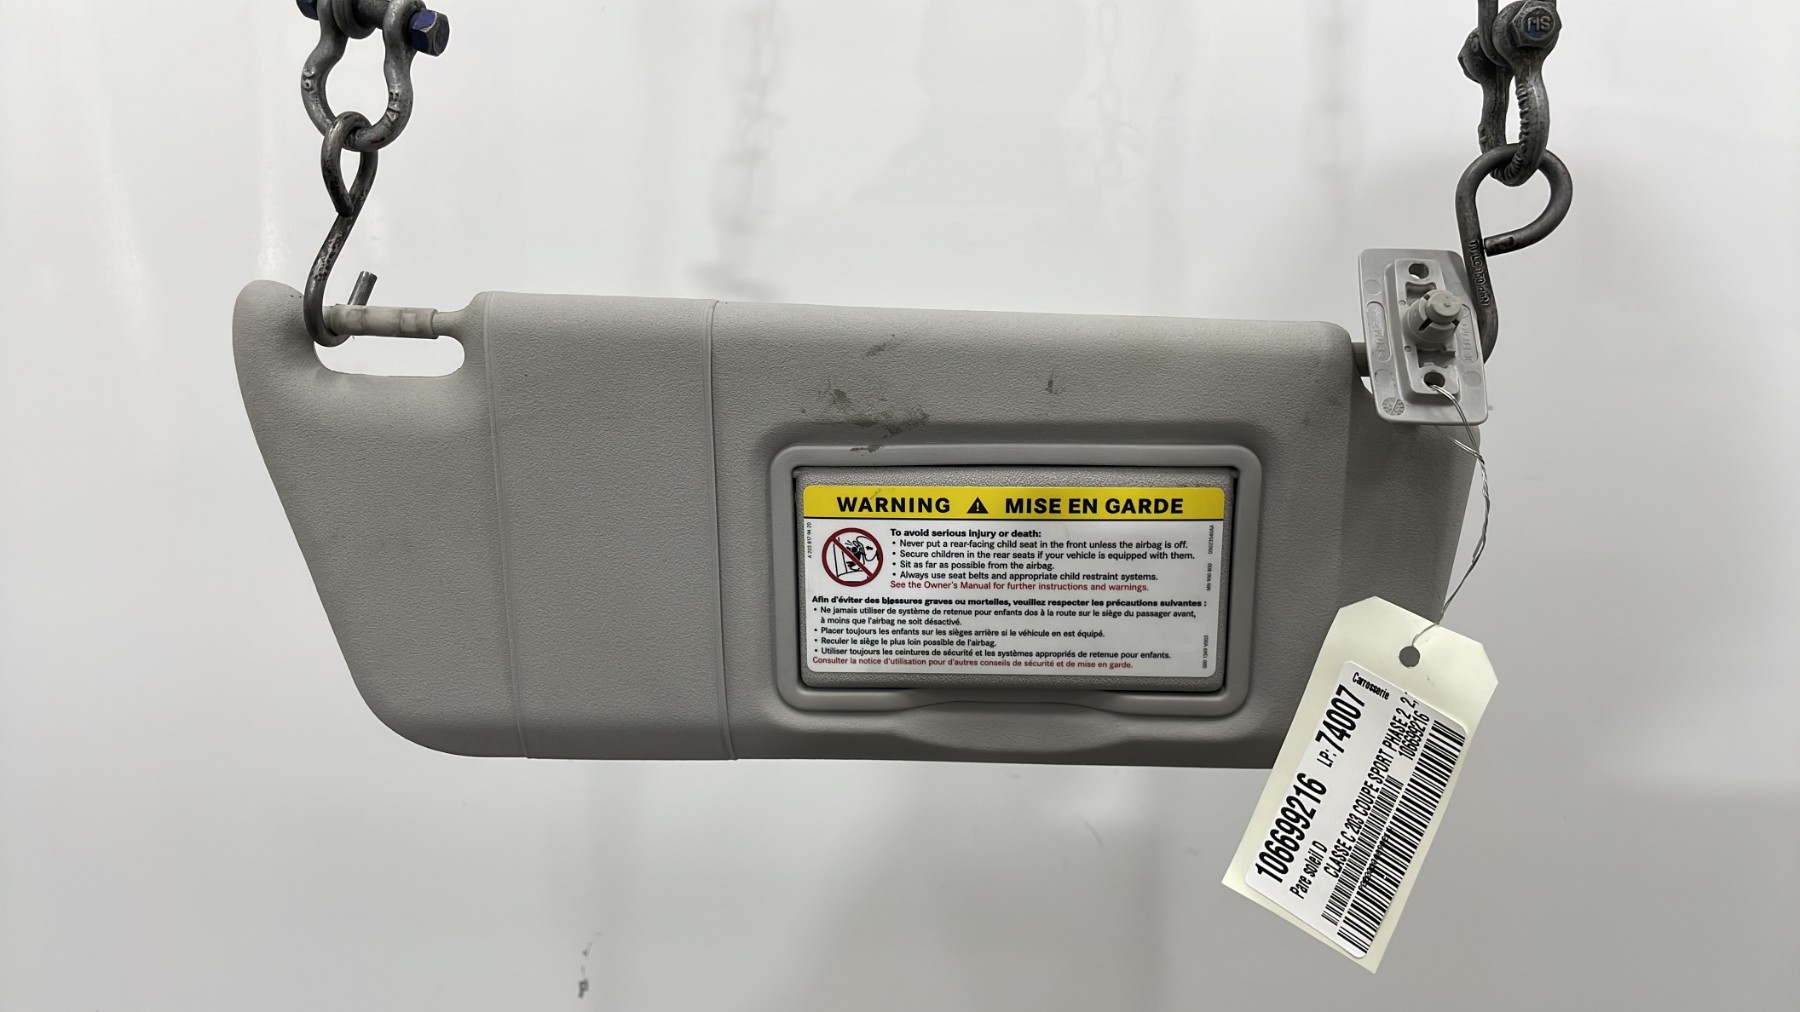 WARNING ⚠ MISE EN GARDE
To avoid serious injury or death:
• Never put a rear-facing child seat in the front unless the airbag is off.
• Secure children in the rear seats if your vehicle is equipped with them.
• Sit as far as possible from the airbag.
• Always use seat belts and appropriate child restraint systems.
See the Owner's Manual for further instructions and warnings.
Afin d'éviter des blessures graves ou mortelles, veuillez respecter les précautions suivantes :
• Ne jamais utiliser de système de retenue pour enfants dos à la route sur le siège du passager avant,
à moins que l'airbag ne soit désactivé.
• Placer toujours les enfants sur les sièges arrière si le véhicule en est équipé.
• Reculer le siège le plus loin possible de l'airbag.
• Utiliser toujours les ceintures de sécurité et les systèmes appropriés de retenue pour enfants.
Consulter la notice d'utilisation pour d'autres conseils de sécurité et de mise en garde.
10699216 LP: 74007
Carrosserie
Pare soleil D
CLASSE C 203 COUPE SPORT PHASE 2
10699216